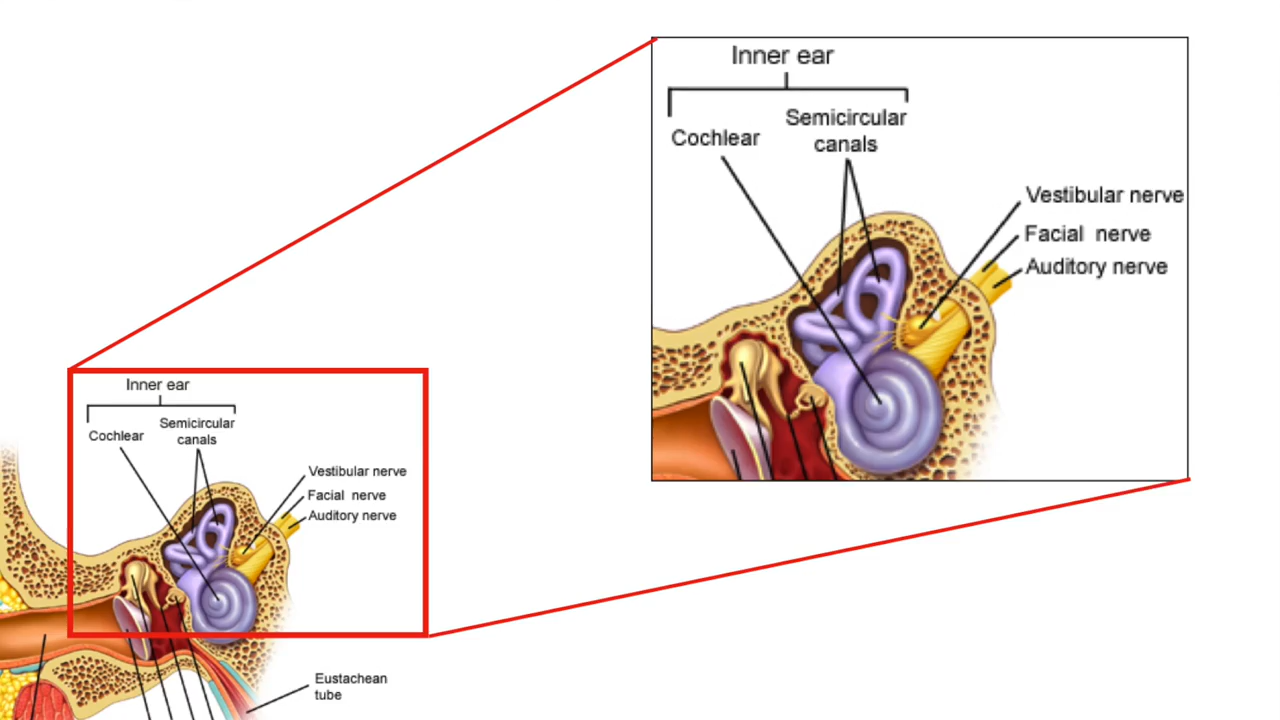 Inner ear
Semicircular
canals
Cochlear
Vestibular nerve
Facial nerve
Auditory nerve
Inner ear
Semicircular
canals
Cochlear
Vestibular nerve
Facial nerve
Auditory nerve
Eustachean
tube